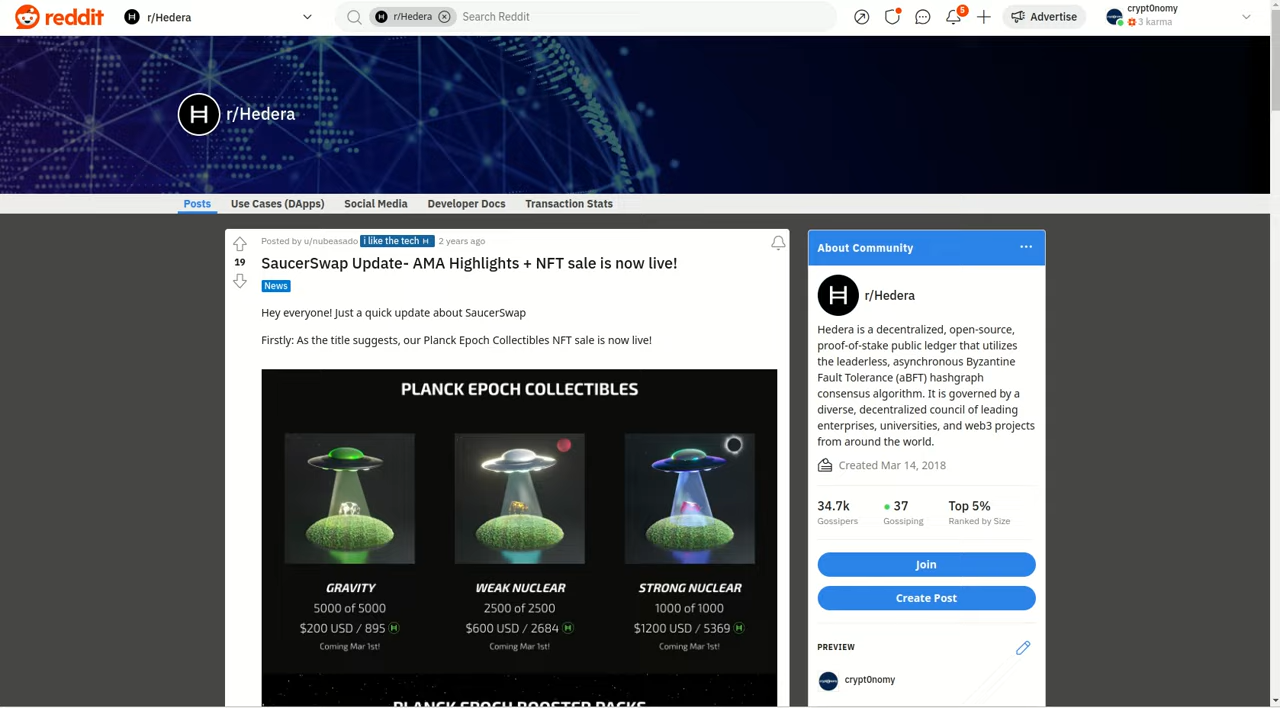 reddit
r/Hedera
r/Hedera
Search Reddit
5
Advertise
crypt0nomy
3 karma
r/Hedera
Posts
Use Cases (DApps)
Social Media
Developer Docs
Transaction Stats
Posted by u/nubeasado i like the tech 2 years ago
19
SaucerSwap Update- AMA Highlights + NFT sale is now live!
News
Hey everyone! Just a quick update about SaucerSwap
Firstly: As the title suggests, our Planck Epoch Collectibles NFT sale is now live!
PLANCK EPOCH COLLECTIBLES
GRAVITY
5000 of 5000
$200 USD / 895
Coming Mar 1st!
WEAK NUCLEAR
2500 of 2500
$600 USD / 2684
Coming Mar 1st!
STRONG NUCLEAR
1000 of 1000
$1200 USD / 5369
Coming Mar 1st!
PLANCK EPOCH BOOSTER PACKS
About Community
r/Hedera
Hedera is a decentralized, open-source,
proof-of-stake public ledger that utilizes
the leaderless, asynchronous Byzantine
Fault Tolerance (aBFT) hashgraph
consensus algorithm. It is governed by a
diverse, decentralized council of leading
enterprises, universities, and web3 projects
from around the world.
Created Mar 14, 2018
34.7k
Gossipers
37
Gossiping
Top 5%
Ranked by Size
Join
Create Post
PREVIEW
crypt0nomy